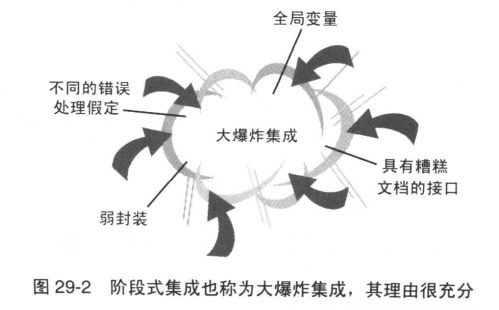 全局变量
不同的错误
处理假定
大爆炸集成
具有糟糕
文档的接口
弱封装
图 29-2 阶段式集成也称为大爆炸集成，其理由很充分